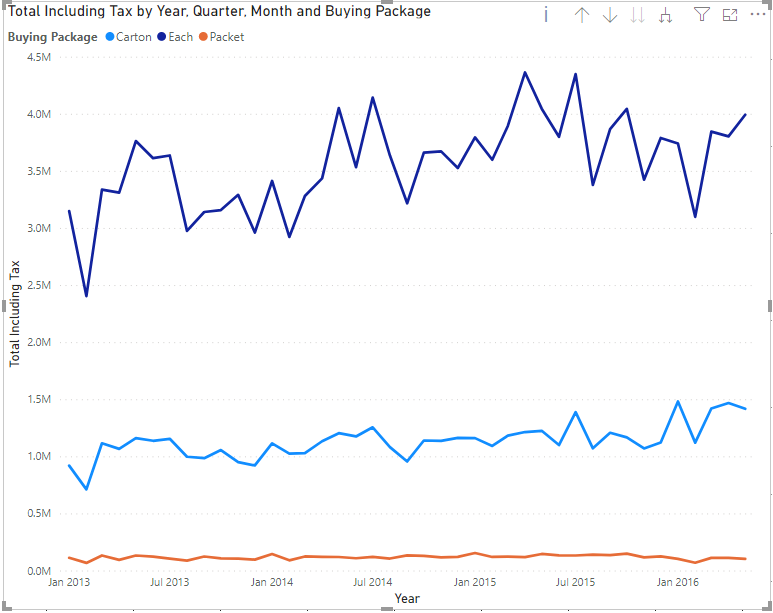 Total Including Tax by Year, Quarter, Month and Buying Package
Buying Package Carton Each Packet
4.5M
4.0M
3.5M
3.0M
2.5M
2.0M
1.5M
1.0M
0.5M
0.0M
Total Including Tax
Jan 2013 Jul 2013 Jan 2014 Jul 2014 Jan 2015 Jul 2015 Jan 2016
Year